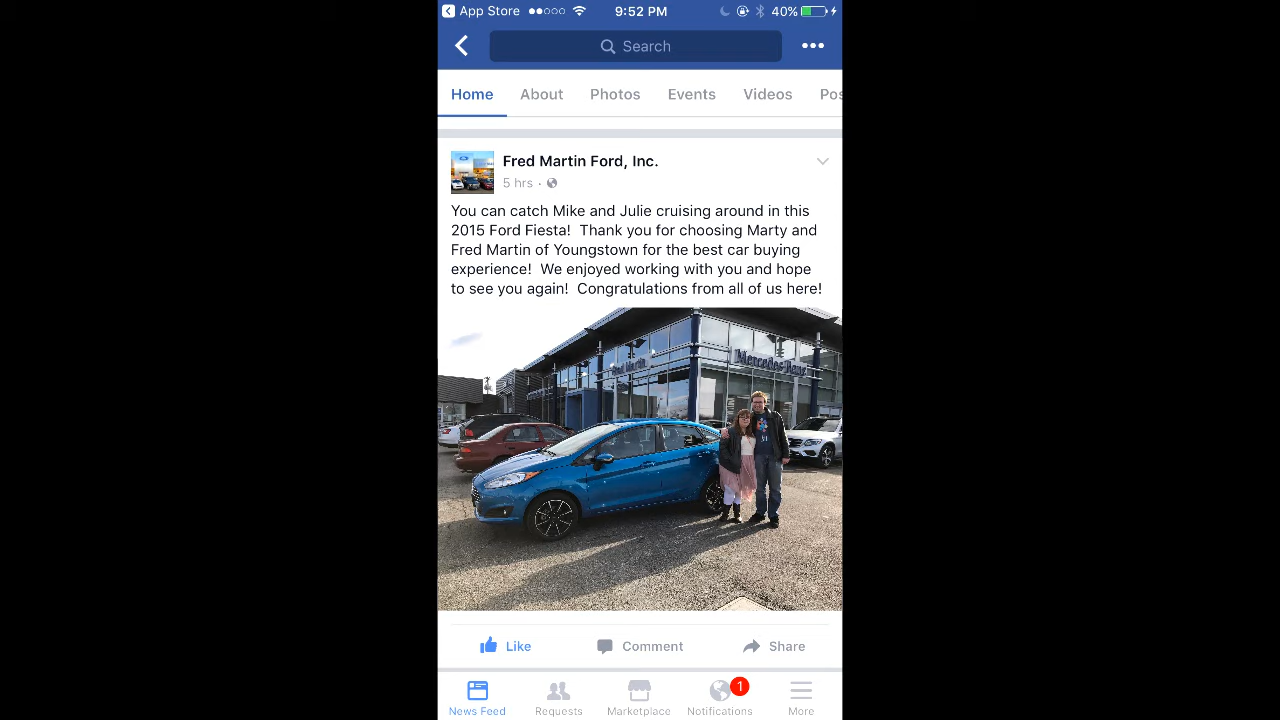 App Store 9:52 PM 40%
Search
Home About Photos Events Videos Pos
Fred Martin Ford, Inc.
5 hrs ·
You can catch Mike and Julie cruising around in this
2015 Ford Fiesta!  Thank you for choosing Marty and
Fred Martin of Youngstown for the best car buying
experience!  We enjoyed working with you and hope
to see you again!  Congratulations from all of us here!
Fred Martin Mercedes-Benz
Like Comment Share
1
News Feed Requests Marketplace Notifications More